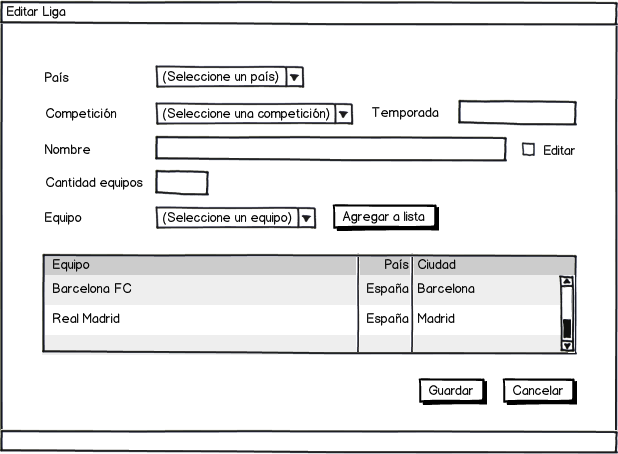 Editar Liga
País (Seleccione un país)
Competición (Seleccione una competición) Temporada
Nombre Editar
Cantidad equipos
Equipo (Seleccione un equipo) Agregar a lista
Equipo País Ciudad
Barcelona FC España Barcelona
Real Madrid España Madrid
Guardar Cancelar